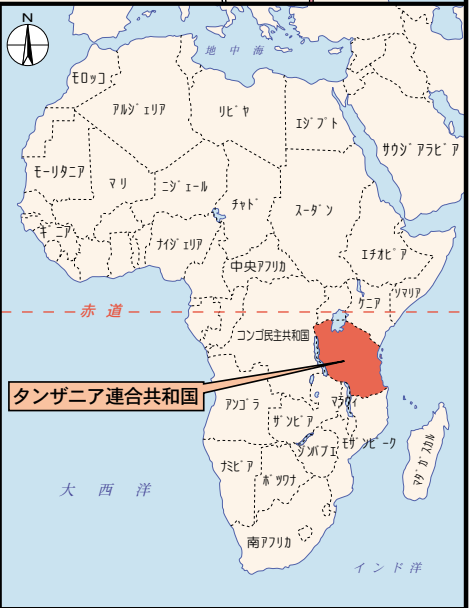 N
地中海
モロッコ
アルジェリア
リビヤ
エジプト
サウジアラビア
モーリタニア
マリ
ニジェール
チャド
スーダン
ギニア
ナイジェリア
エチオピア
中央アフリカ
ソマリア
ケニア
赤道
コンゴ民主共和国
タンザニア連合共和国
アンゴラ
マラウィ
ザンビア
モザンビーク
ジンバブエ
マダガスカル
ナミビア
ボツワナ
大西洋
南アフリカ
インド洋